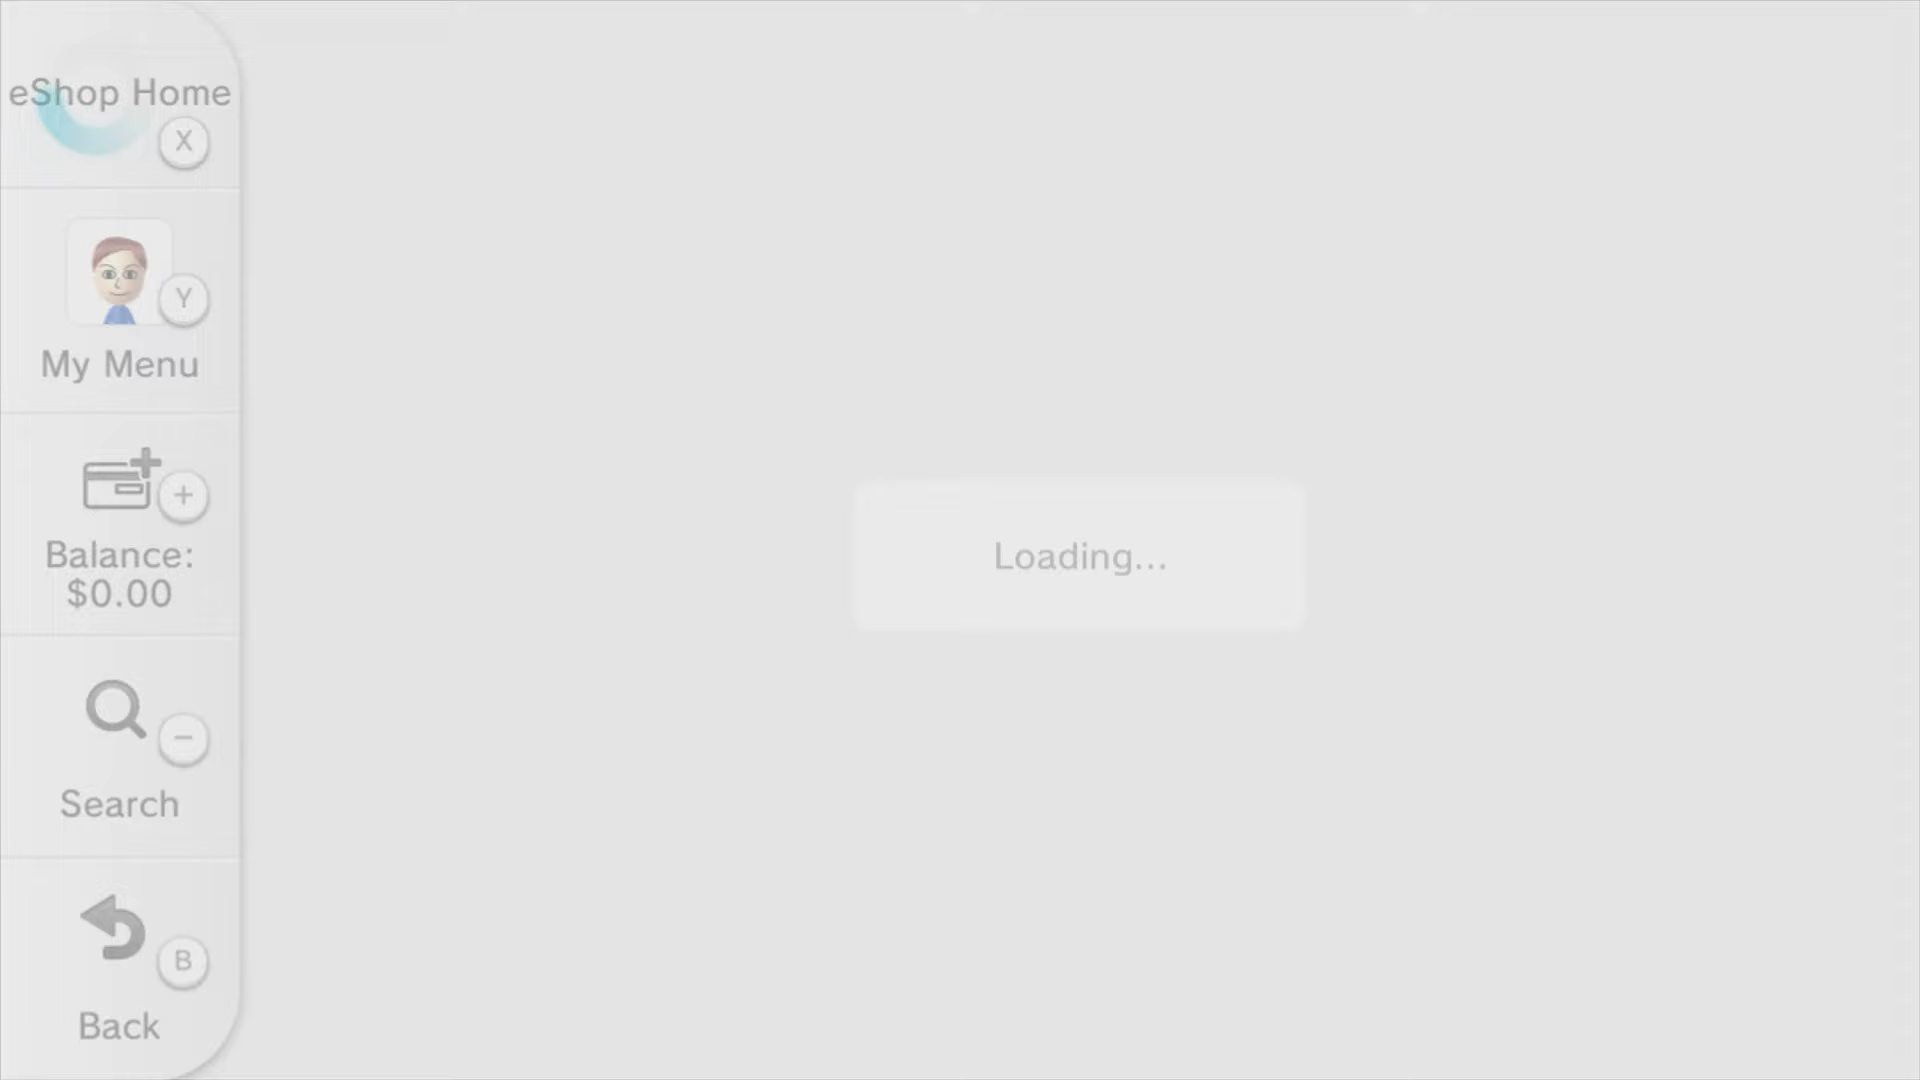 eShop Home
X
Y
My Menu
+
Balance:
$0.00
Loading...
−
Search
B
Back